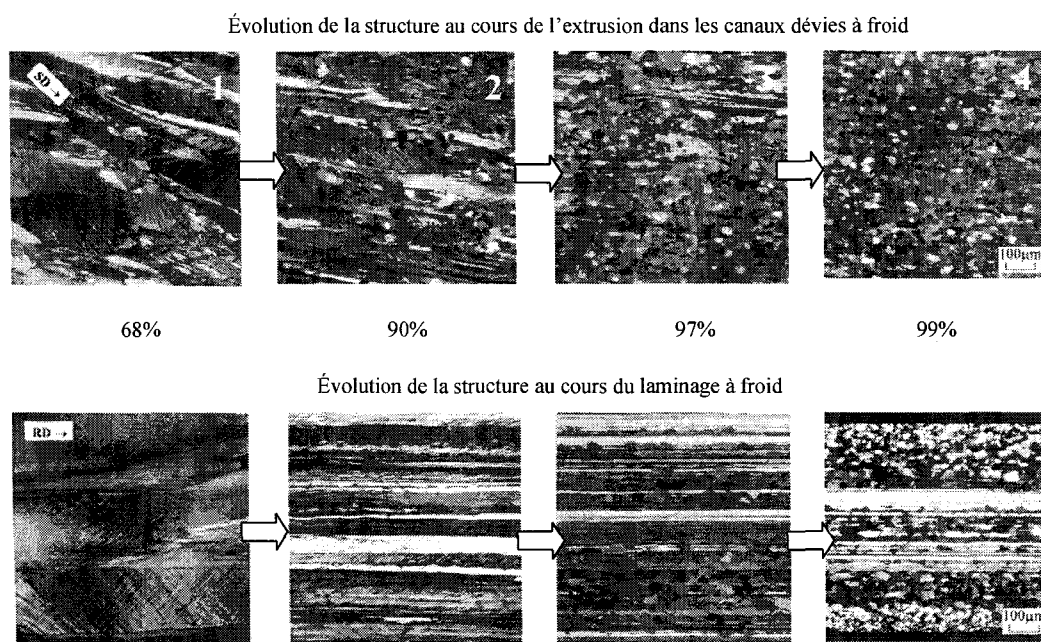 Évolution de la structure au cours de l'extrusion dans les canaux dévies à froid
SD → 1 2 3 4
100µm
68% 90% 97% 99%
Évolution de la structure au cours du laminage à froid
RD →
100µm